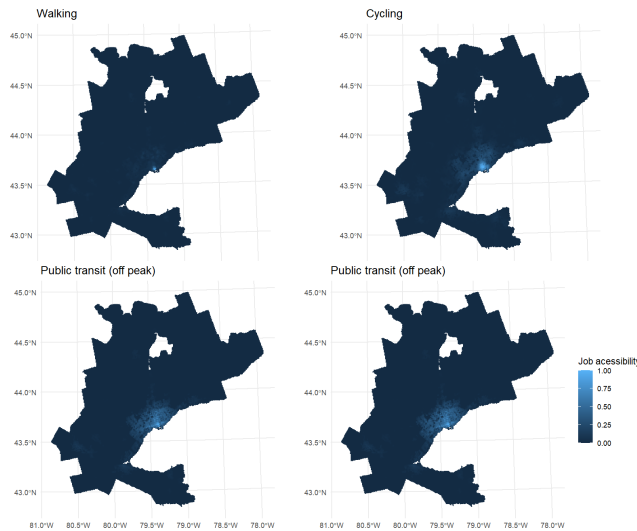 Walking
Cycling
45.0°N
44.5°N
44.0°N
43.5°N
43.0°N
45.0°N
44.5°N
44.0°N
43.5°N
43.0°N
Public transit (off peak)
Public transit (off peak)
45.0°N
44.5°N
44.0°N
43.5°N
43.0°N
45.0°N
44.5°N
44.0°N
43.5°N
43.0°N
81.0°W 80.5°W 80.0°W 79.5°W 79.0°W 78.5°W 78.0°W
81.0°W 80.5°W 80.0°W 79.5°W 79.0°W 78.5°W 78.0°W
Job acessibility
1.00
0.75
0.50
0.25
0.00